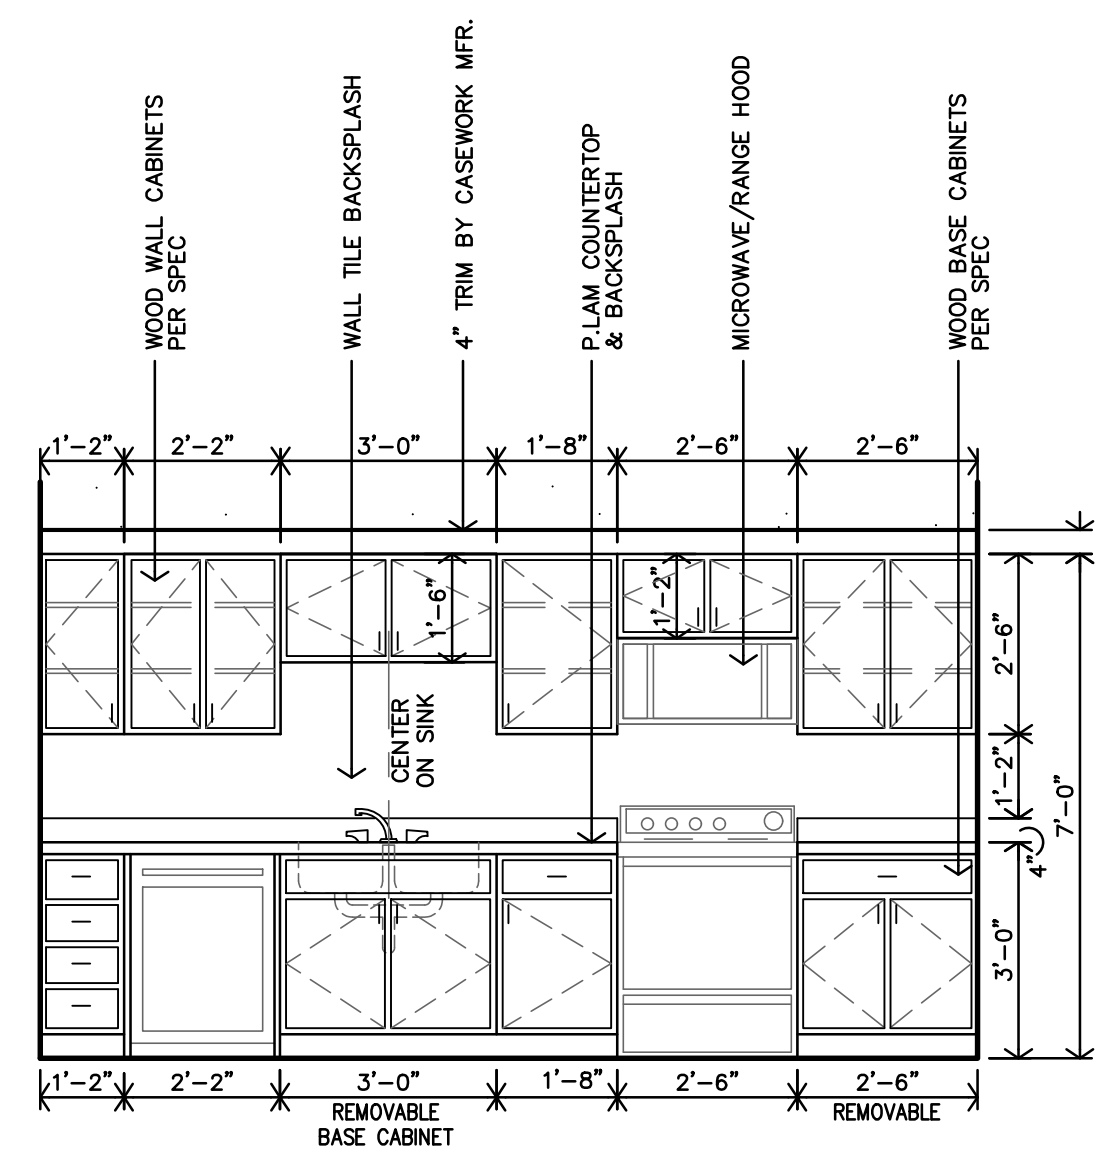 WOOD WALL CABINETS
PER SPEC
WALL TILE BACKSPLASH
4" TRIM BY CASEWORK MFR.
P.LAM COUNTERTOP
& BACKSPLASH
MICROWAVE/RANGE HOOD
WOOD BASE CABINETS
PER SPEC
1'-2" 2'-2" 3'-0" 1'-8" 2'-6" 2'-6"
1'-6"
1'-2"
2'-6"
CENTER
ON SINK
1'-2"
7'-0"
4"
3'-0"
1'-2" 2'-2" 3'-0" 1'-8" 2'-6" 2'-6"
REMOVABLE
BASE CABINET
REMOVABLE